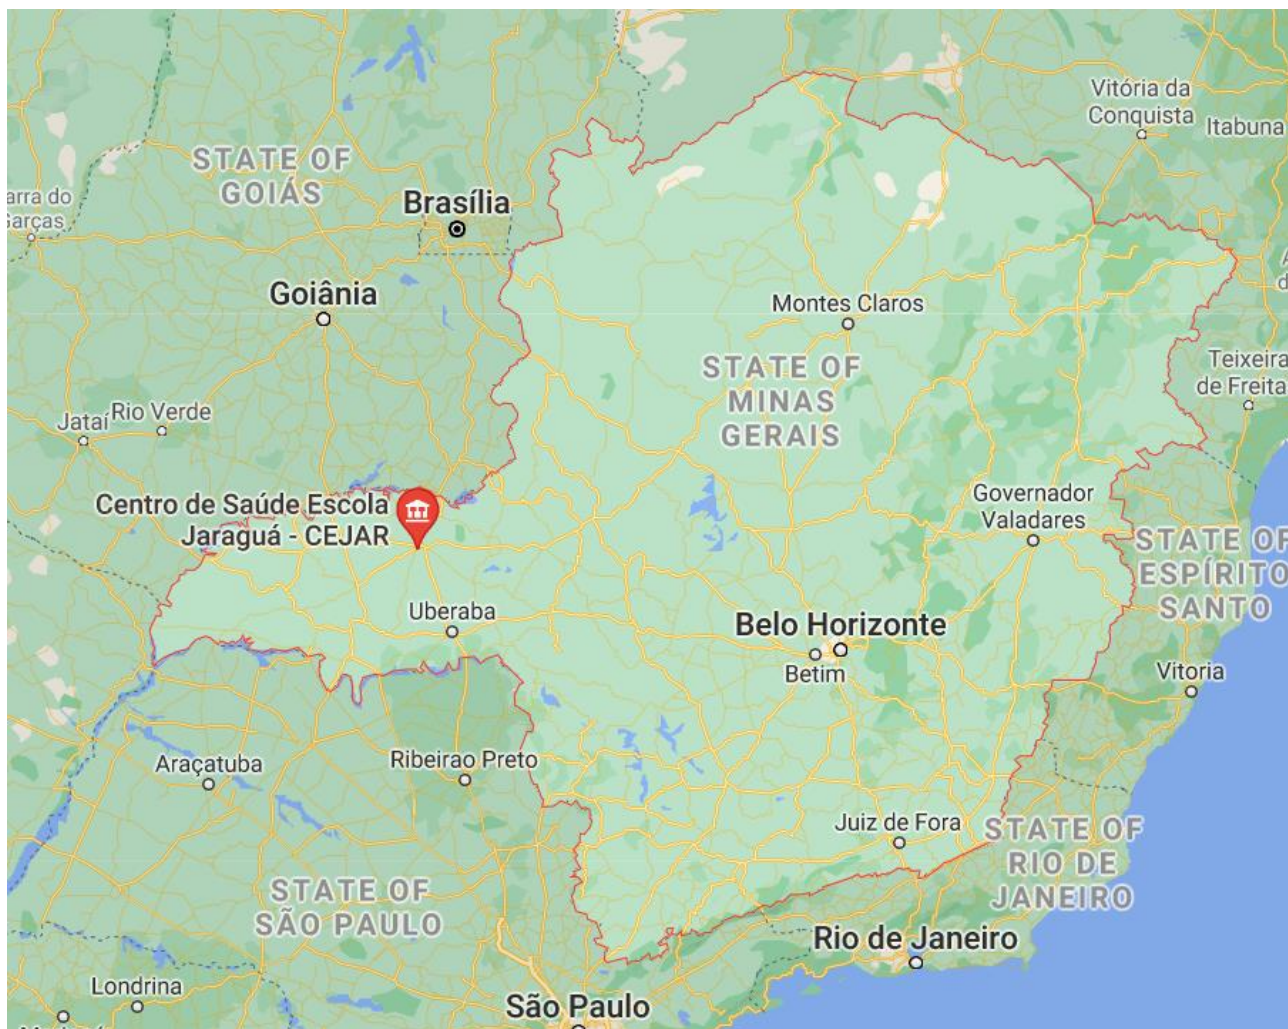 Vitória da
Conquista
Itabuna
STATE OF
GOIÁS
Brasília
arra do
Garças
Goiânia
Montes Claros
STATE OF
MINAS
GERAIS
Teixeira
de Freita
Jataí
Rio Verde
Centro de Saúde Escola
Jaraguá - CEJAR
Governador
Valadares
STATE OF
ESPÍRITO
SANTO
Uberaba
Belo Horizonte
Betim
Vitoria
Araçatuba
Ribeirao Preto
Juiz de Fora
STATE OF
RIO DE
JANEIRO
STATE OF
SÃO PAULO
Rio de Janeiro
Londrina
São Paulo